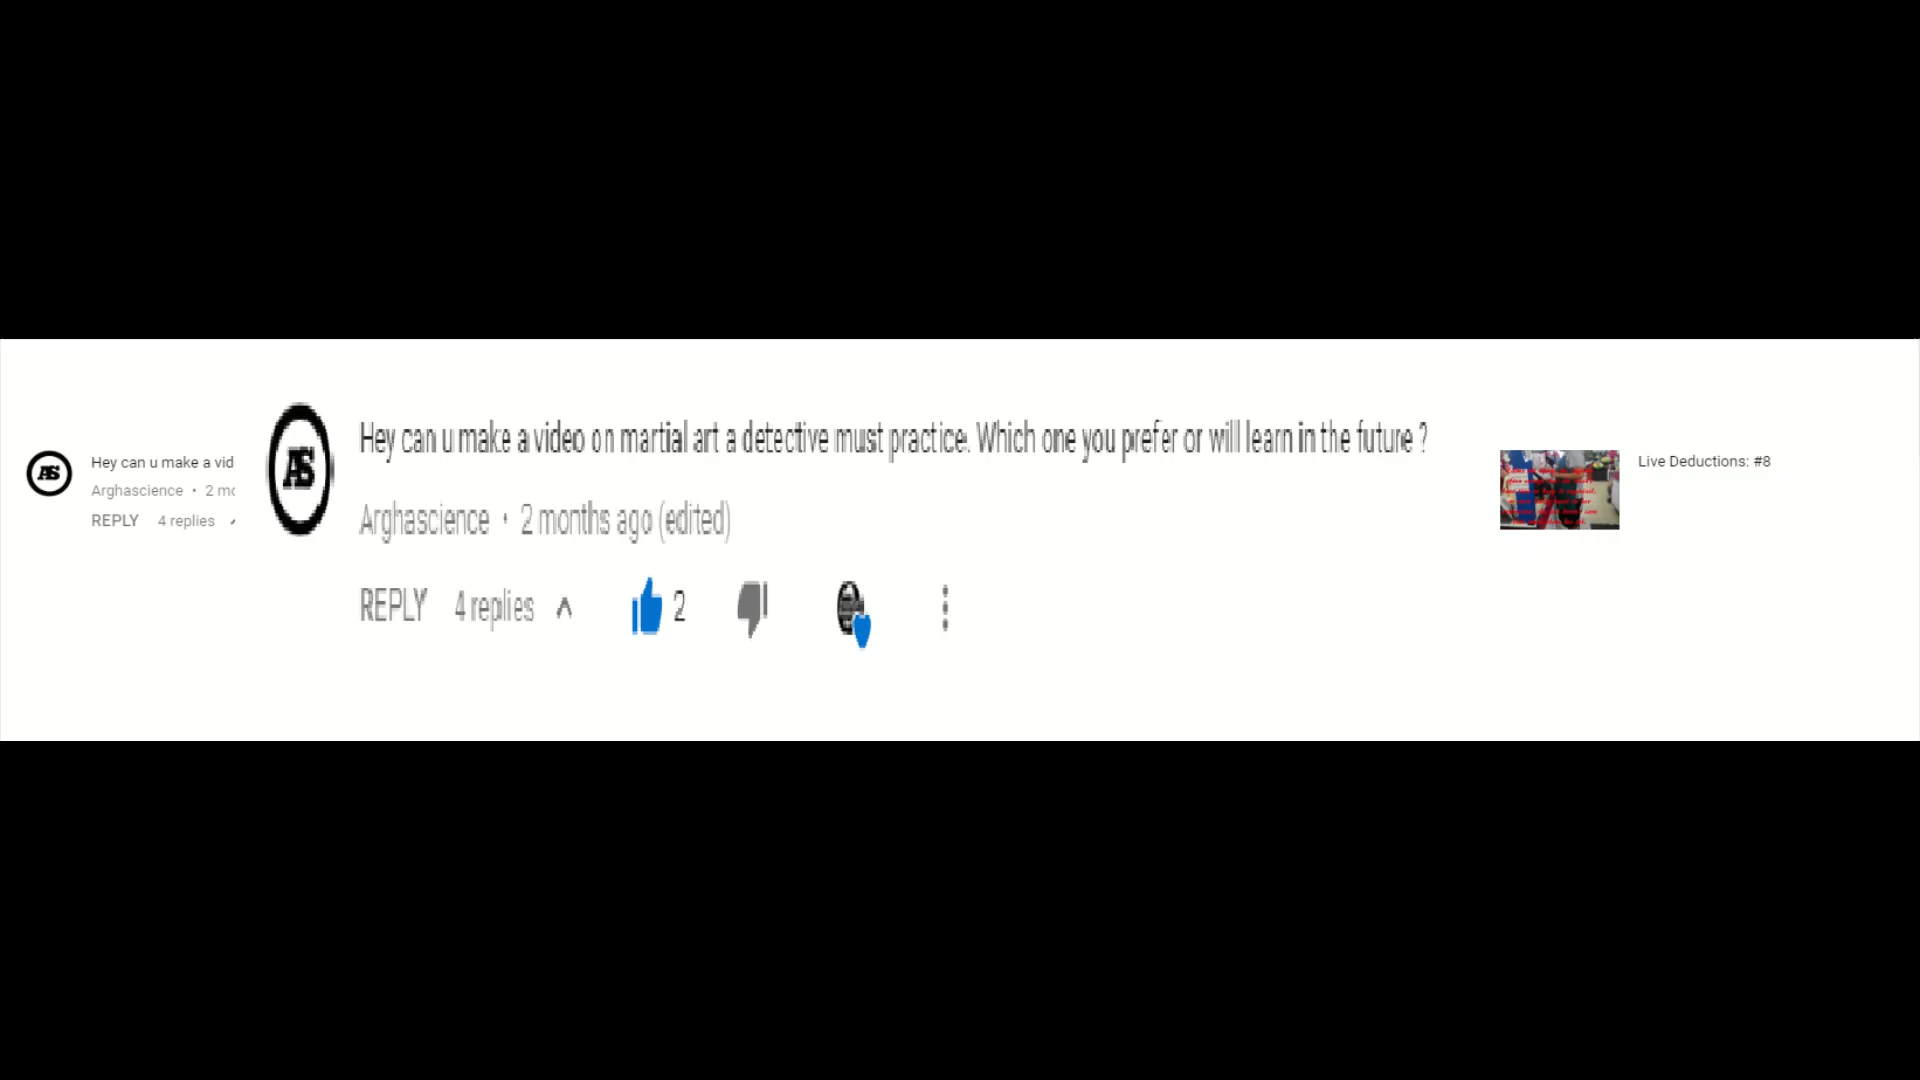 Hey can u make a vid
Arghascience • 2 mo
REPLY 4 replies
AS
Hey can u make a video on martial art a detective must practice. Which one you prefer or will learn in the future ?
Arghascience • 2 months ago (edited)
REPLY 4 replies
2
AS
Live Deductions: #8